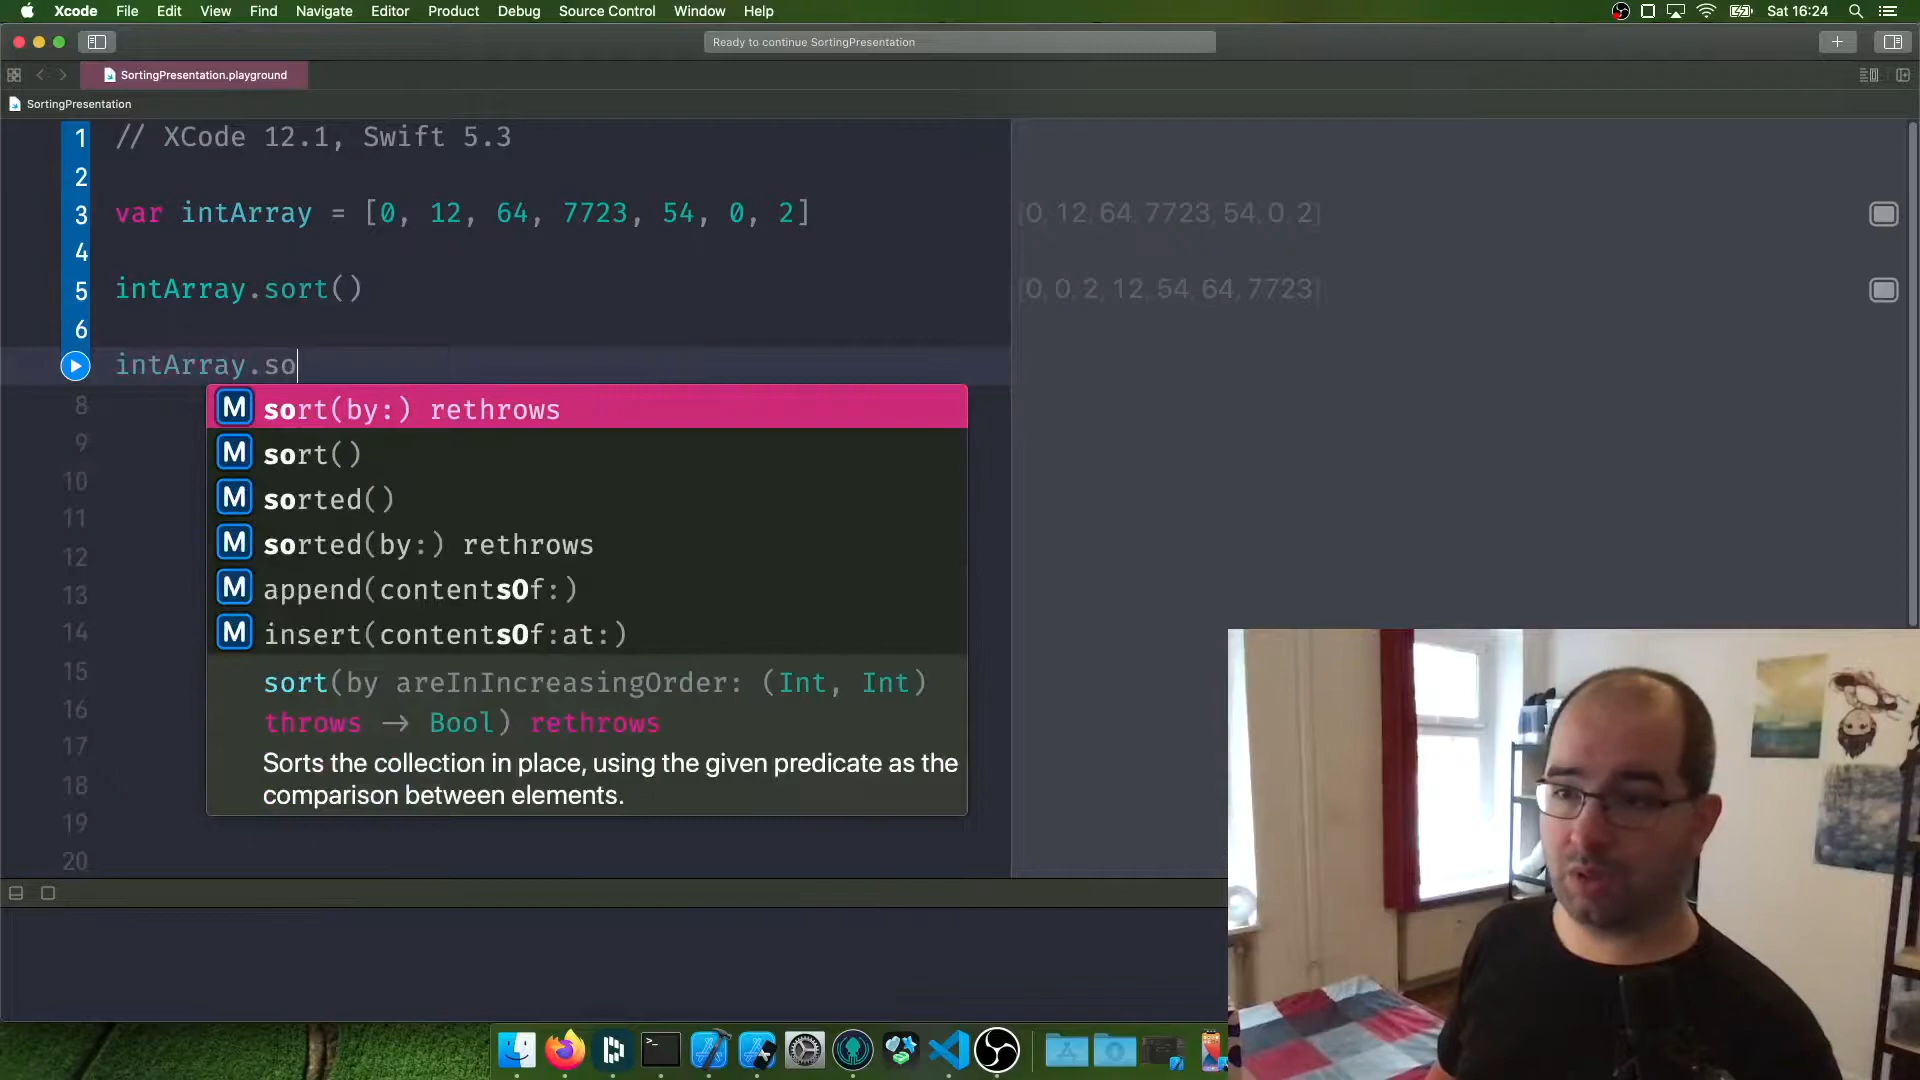 Xcode File Edit View Find Navigate Editor Product Debug Source Control Window Help Sat 16:24
Ready to continue SortingPresentation
SortingPresentation.playground
SortingPresentation
1 // XCode 12.1, Swift 5.3
2
3 var intArray = [0, 12, 64, 7723, 54, 0, 2] [0, 12, 64, 7723, 54, 0, 2]
4
5 intArray.sort() [0, 0, 2, 12, 54, 64, 7723]
6
intArray.so
8
9
10
11
12
13
14
15
16
17
18
19
20
M sort(by:) rethrows
M sort()
M sorted()
M sorted(by:) rethrows
M append(contentsOf:)
M insert(contentsOf:at:)
sort(by areInIncreasingOrder: (Int, Int)
throws -> Bool) rethrows
Sorts the collection in place, using the given predicate as the
comparison between elements.